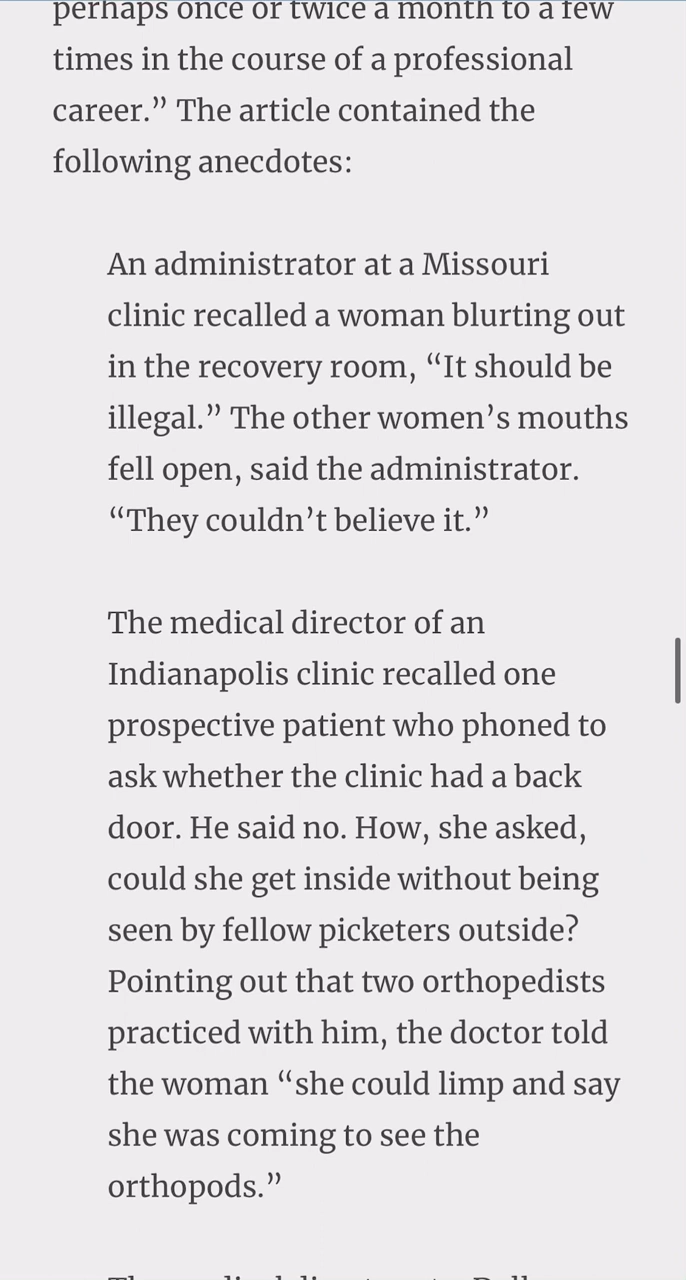 perhaps once or twice a month to a few
times in the course of a professional
career.” The article contained the
following anecdotes:
An administrator at a Missouri
clinic recalled a woman blurting out
in the recovery room, “It should be
illegal.” The other women’s mouths
fell open, said the administrator.
“They couldn’t believe it.”
The medical director of an
Indianapolis clinic recalled one
prospective patient who phoned to
ask whether the clinic had a back
door. He said no. How, she asked,
could she get inside without being
seen by fellow picketers outside?
Pointing out that two orthopedists
practiced with him, the doctor told
the woman “she could limp and say
she was coming to see the
orthopods.”